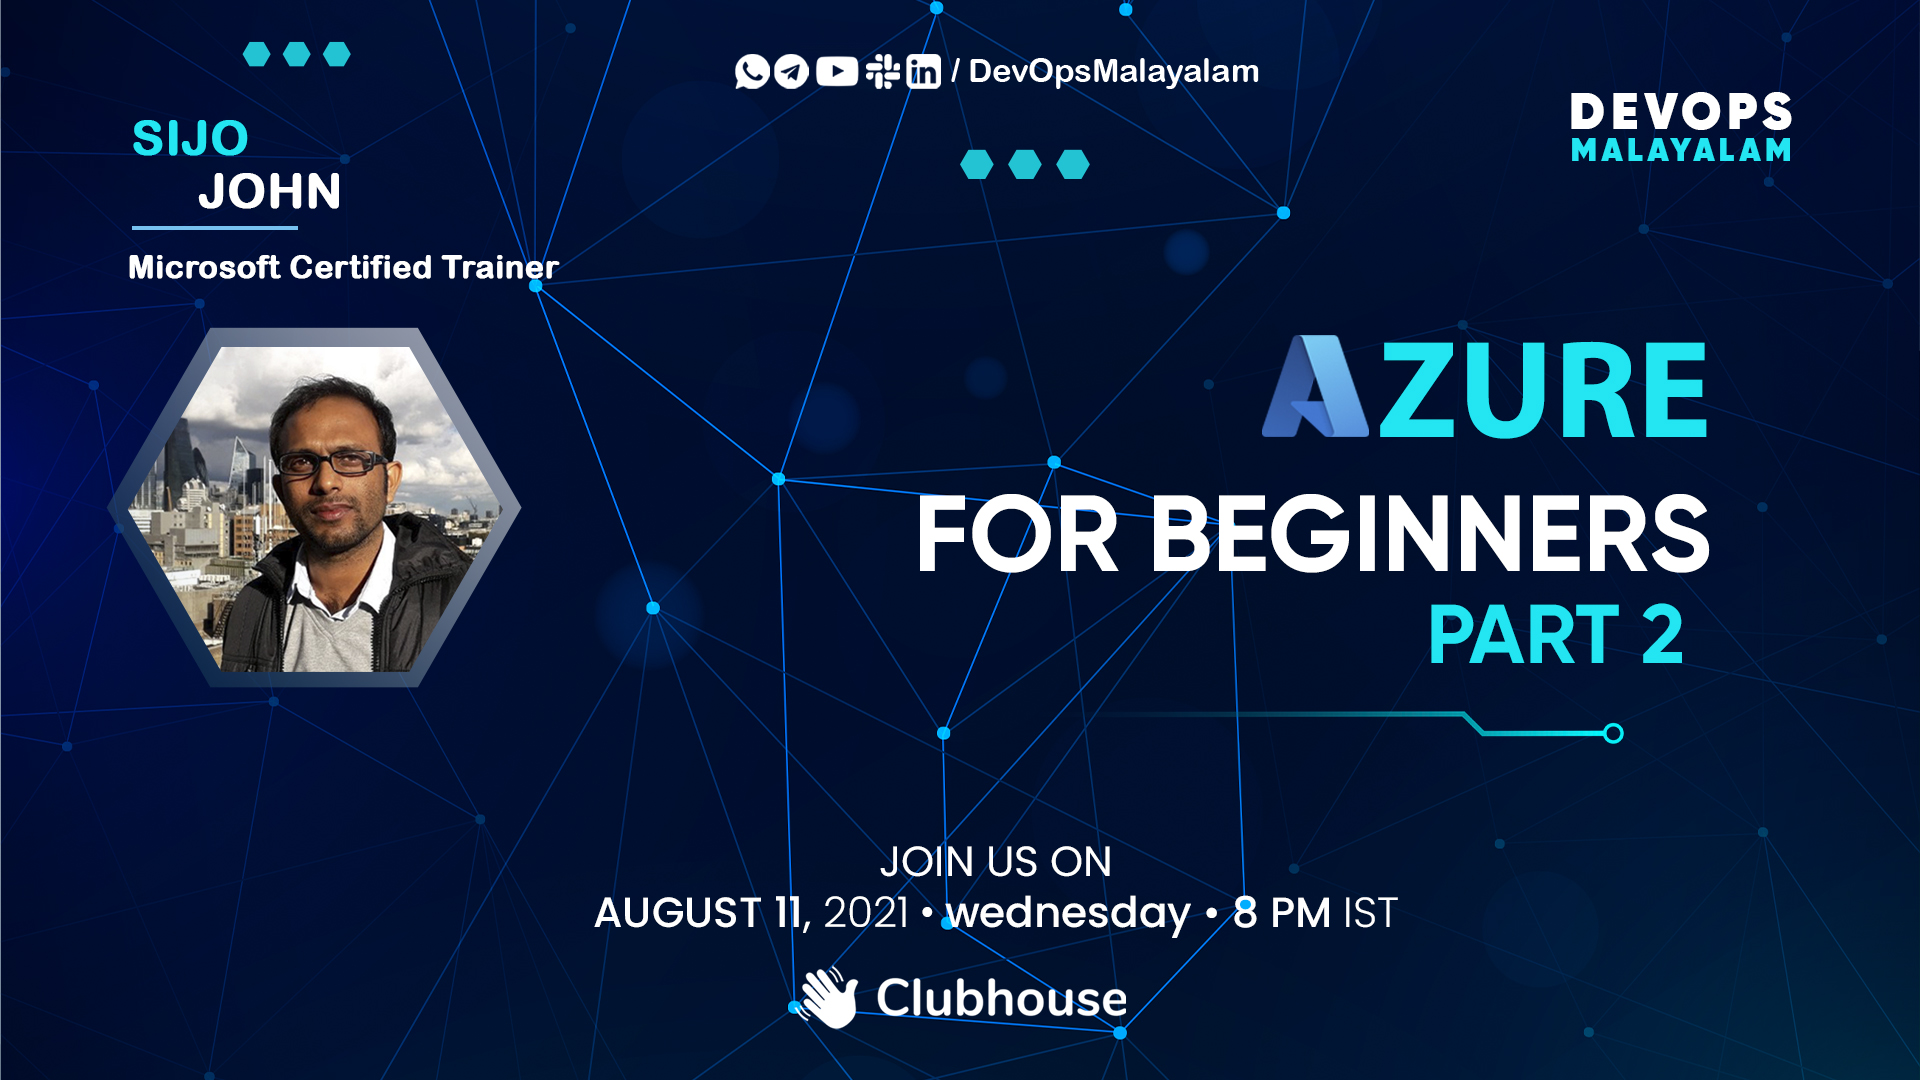 SIJO
JOHN
Microsoft Certified Trainer
in / DevOpsMalayalam
DEVOPS
MALAYALAM
AZURE
FOR BEGINNERS
PART 2
JOIN US ON
AUGUST 11, 2021 • wednesday • 8 PM IST
Clubhouse